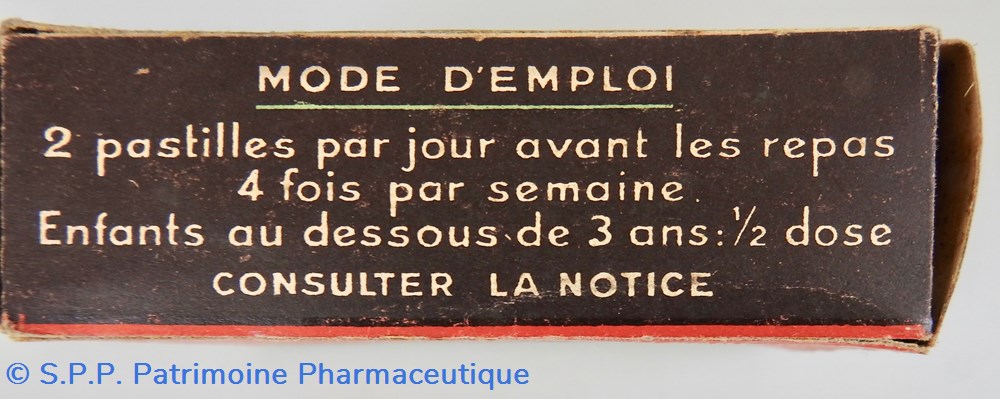 MODE D'EMPLOI
2 pastilles par jour avant les repas
4 fois par semaine.
Enfants au dessous de 3 ans: 1/2 dose
CONSULTER LA NOTICE
© S.P.P. Patrimoine Pharmaceutique